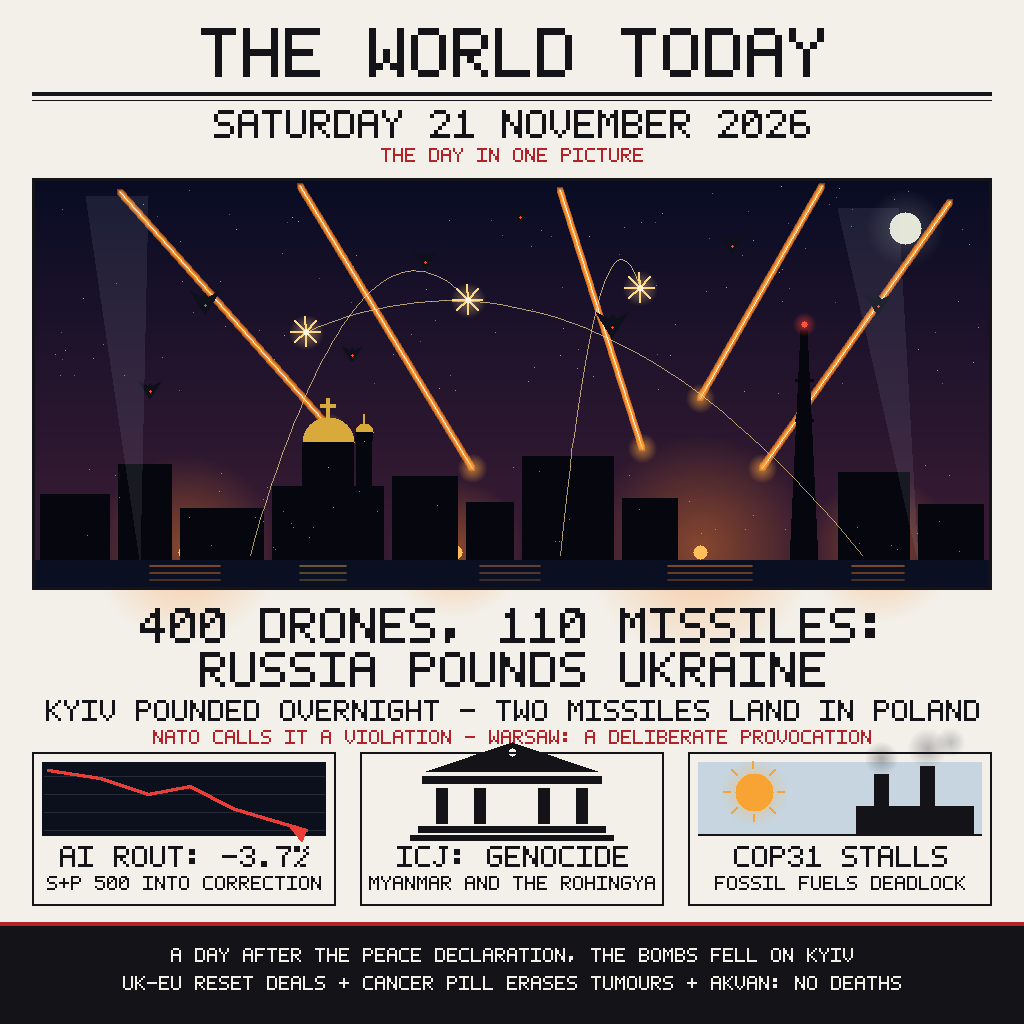 THE WORLD TODAY
SATURDAY 21 NOVEMBER 2026
THE DAY IN ONE PICTURE
400 DRONES, 110 MISSILES:
RUSSIA POUNDS UKRAINE
KYIV POUNDED OVERNIGHT - TWO MISSILES LAND IN POLAND
NATO CALLS IT A VIOLATION - WARSAW: A DELIBERATE PROVOCATION
AI ROUT: -3.7%
S+P 500 INTO CORRECTION
ICJ: GENOCIDE
MYANMAR AND THE ROHINGYA
COP31 STALLS
FOSSIL FUELS DEADLOCK
A DAY AFTER THE PEACE DECLARATION, THE BOMBS FELL ON KYIV
UK-EU RESET DEALS + CANCER PILL ERASES TUMOURS + AKVAN: NO DEATHS